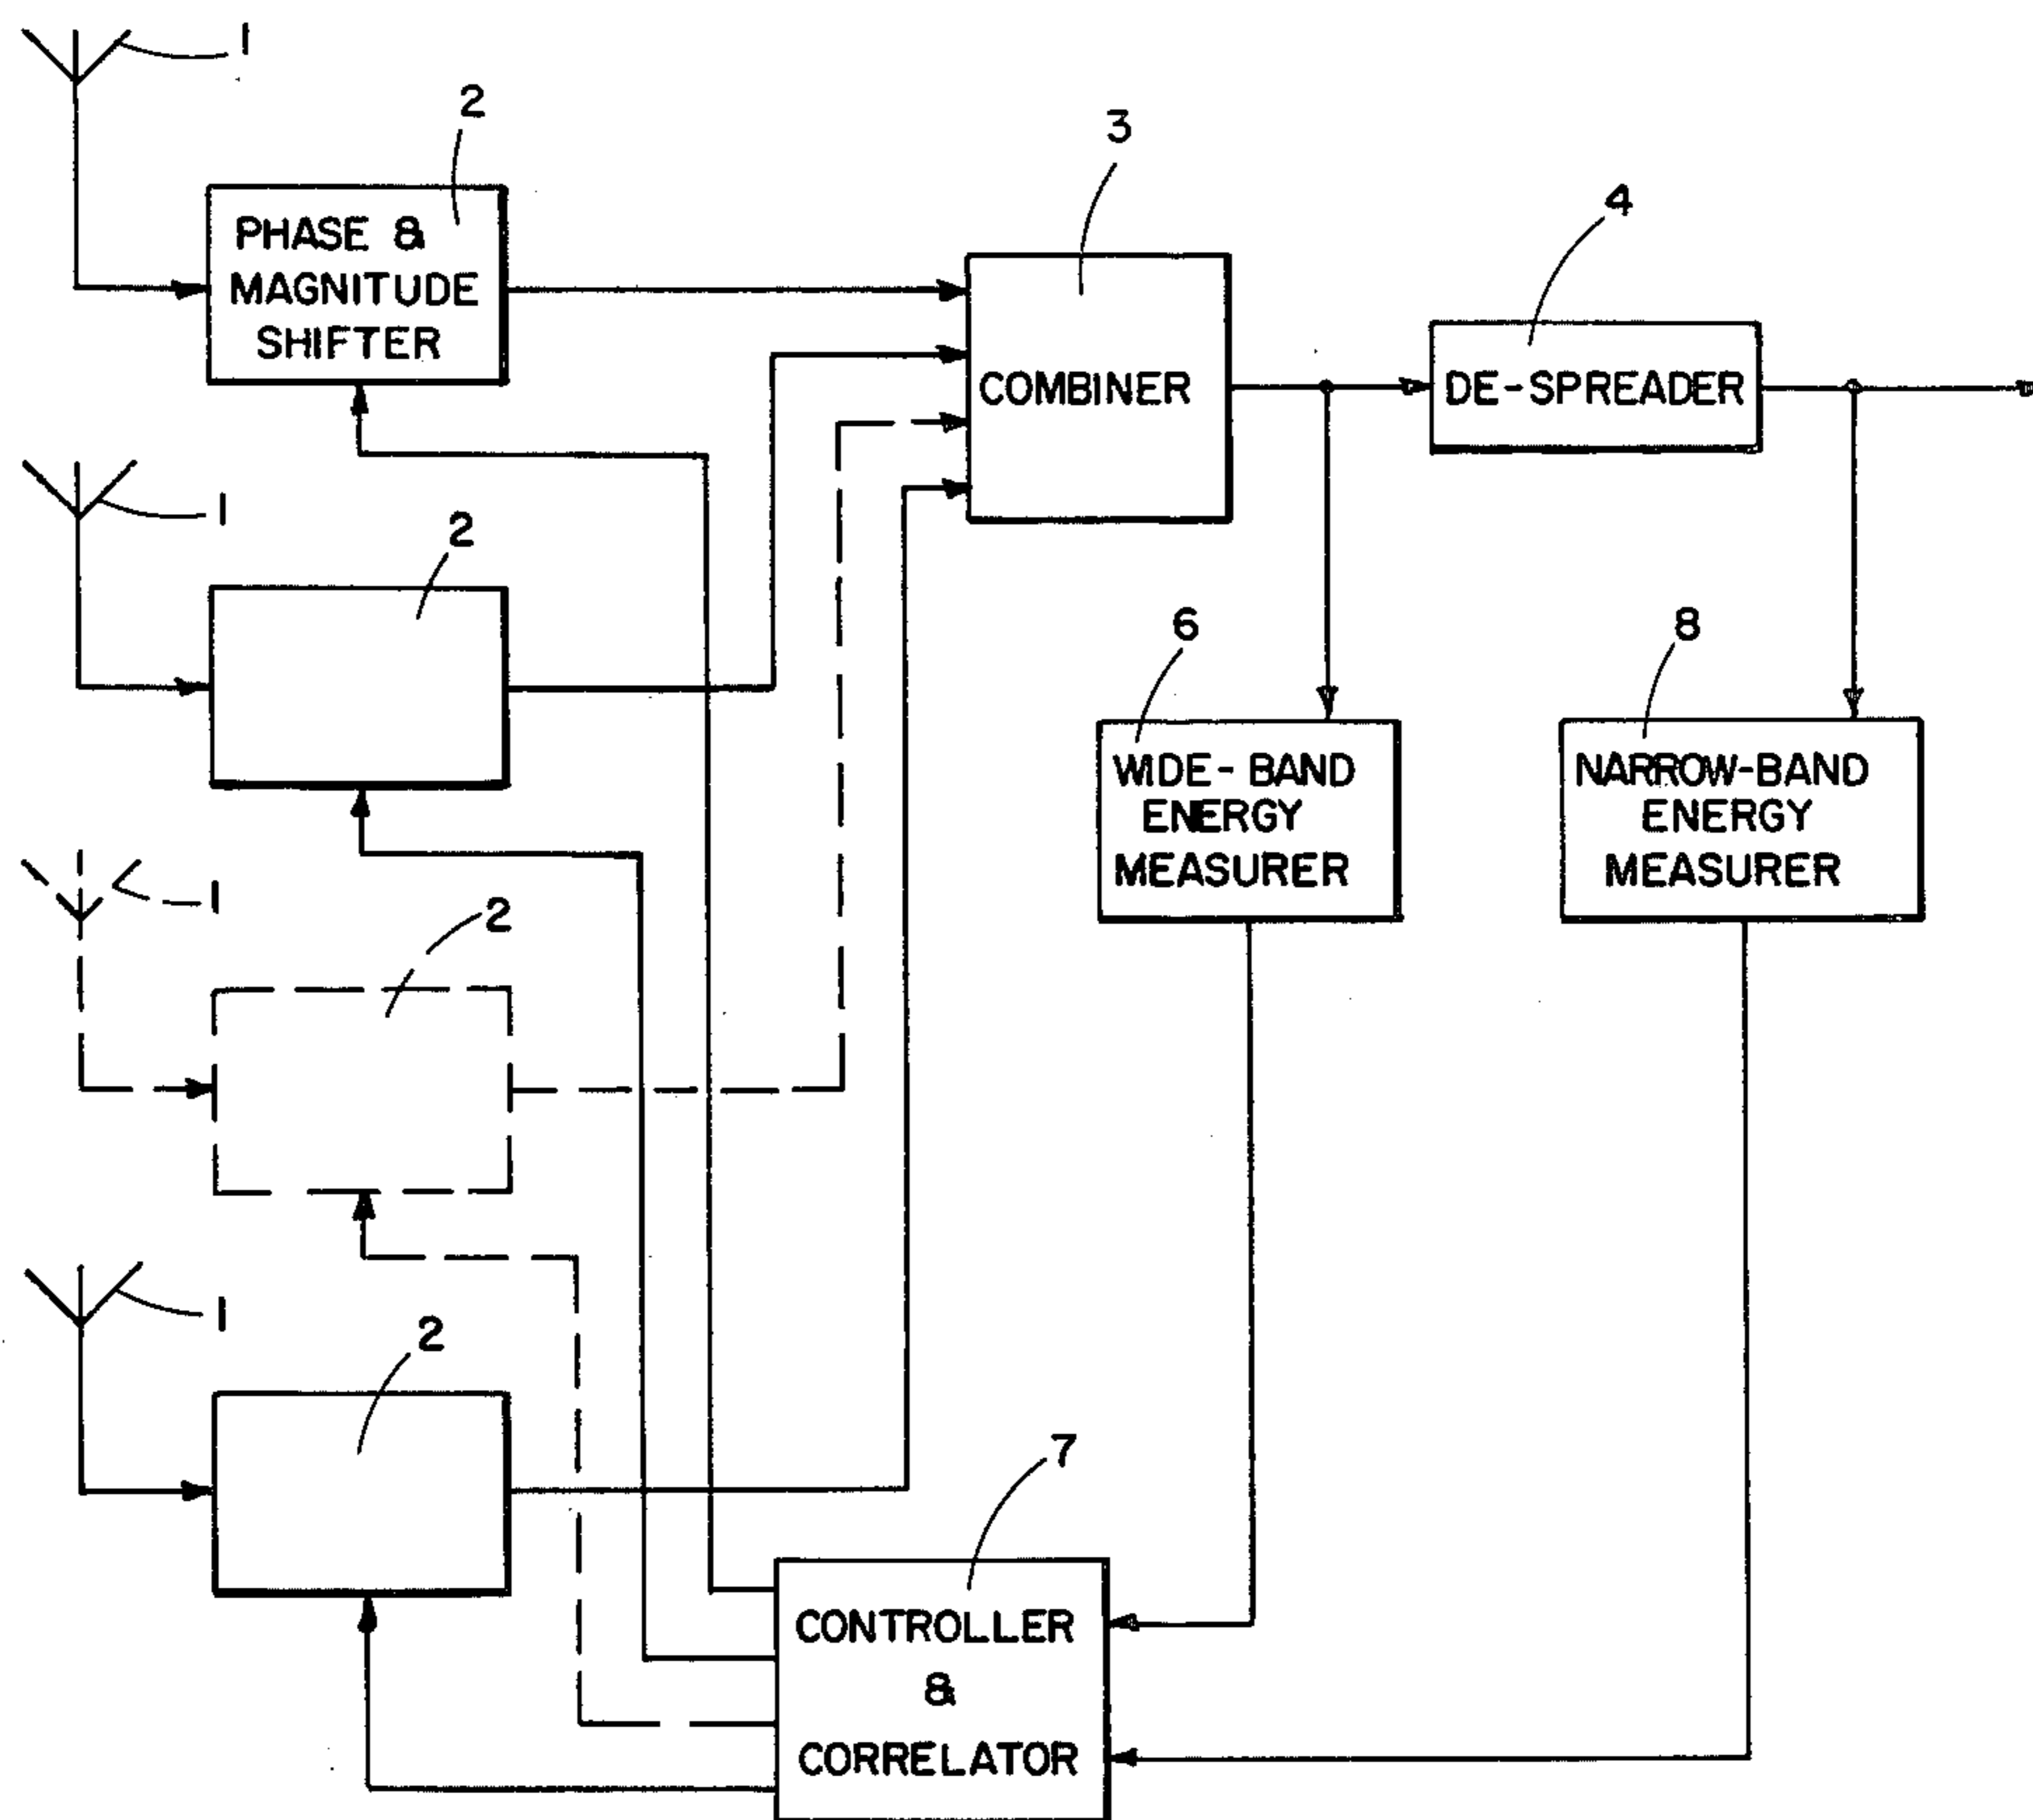 1
2
PHASE &
MAGNITUDE
SHIFTER
3
COMBINER
4
DE-SPREADER
1
2
6
WIDE-BAND
ENERGY
MEASURER
8
NARROW-BAND
ENERGY
MEASURER
1
2
1
2
7
CONTROLLER
&
CORRELATOR